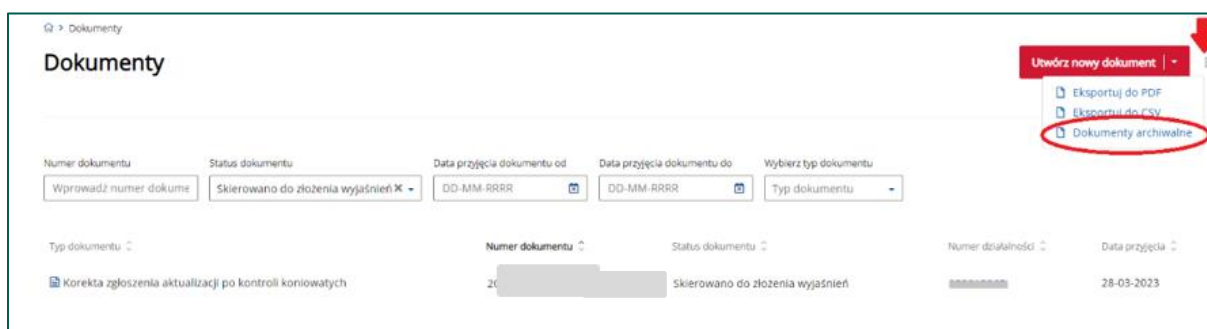 > Dokumenty
Dokumenty
Utwórz nowy dokument
Eksportuj do PDF
Eksportuj do CSV
Dokumenty archiwalne
Numer dokumentu Status dokumentu Data przyjęcia dokumentu od Data przyjęcia dokumentu do Wybierz typ dokumentu
Wprowadź numer dokume Skierowano do złożenia wyjaśnień DD-MM-RRRR DD-MM-RRRR Typ dokumentu
Typ dokumentu Numer dokumentu Status dokumentu Numer działalności Data przyjęcia
Korekta zgłoszenia aktualizacji po kontroli koniowatych 20 Skierowano do złożenia wyjaśnień 28-03-2023